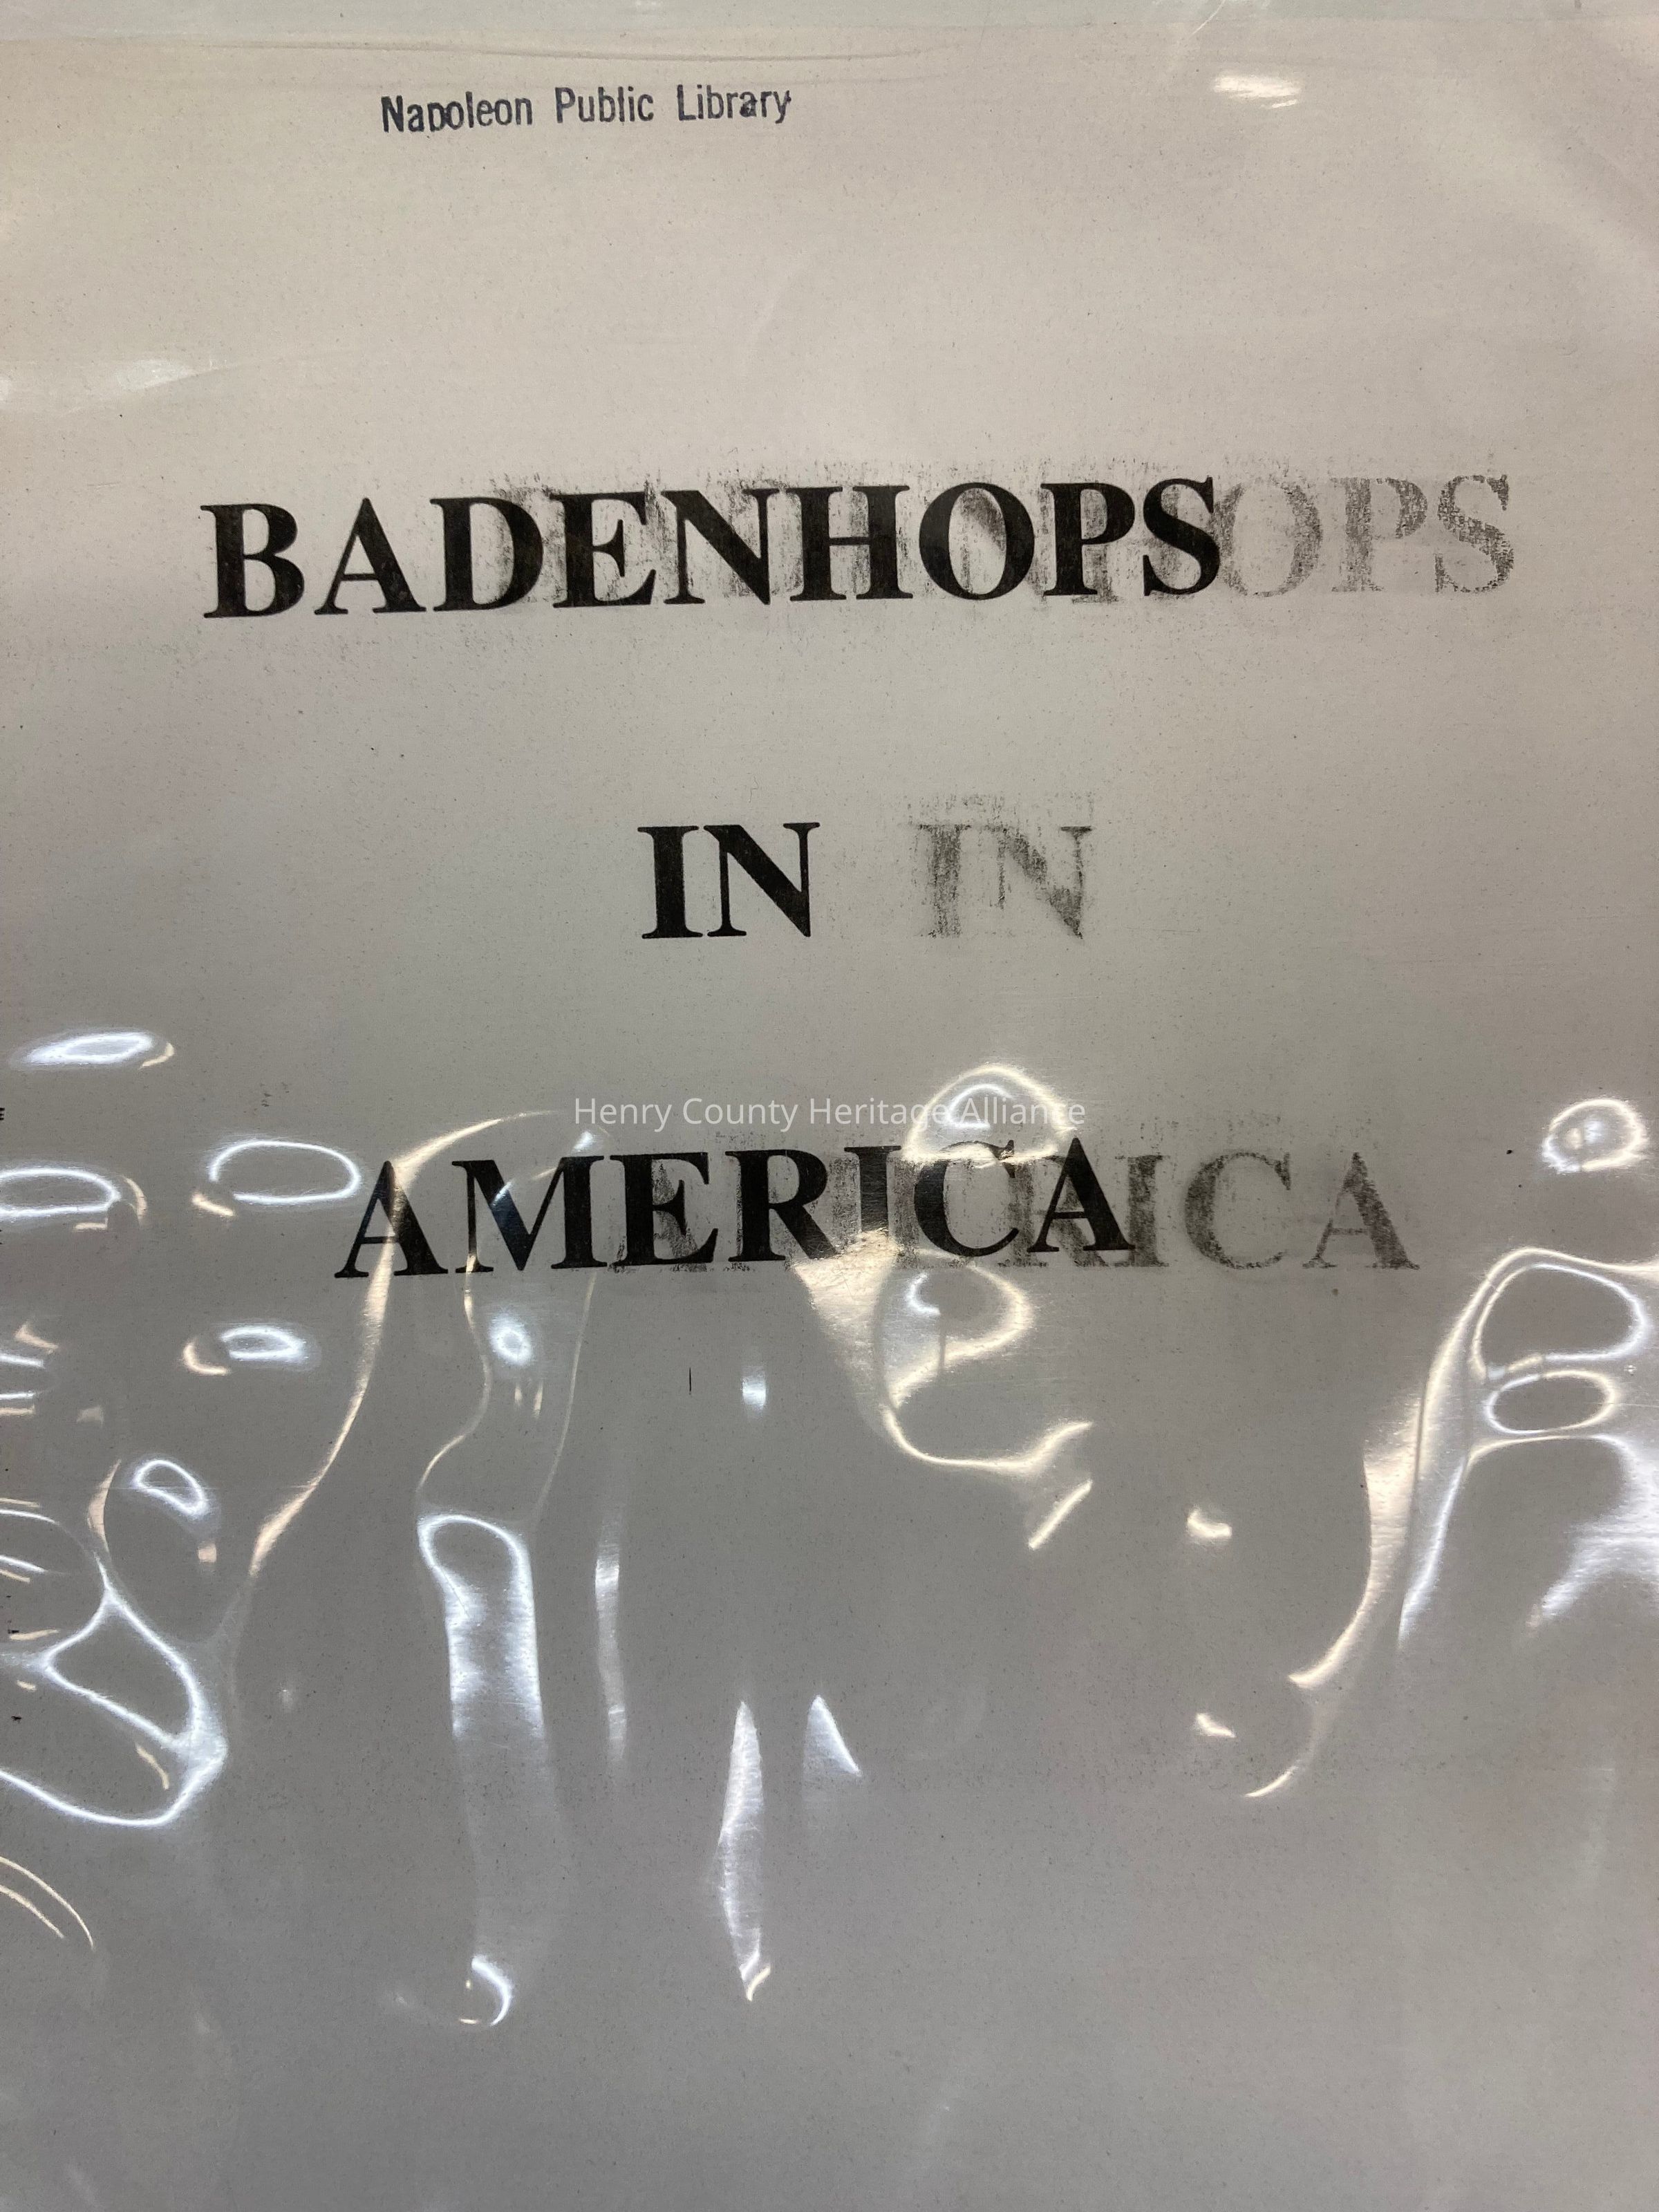 Napoleon Public Library
BADENHOPS
IN
Henry County Heritage Alliance
AMERICA